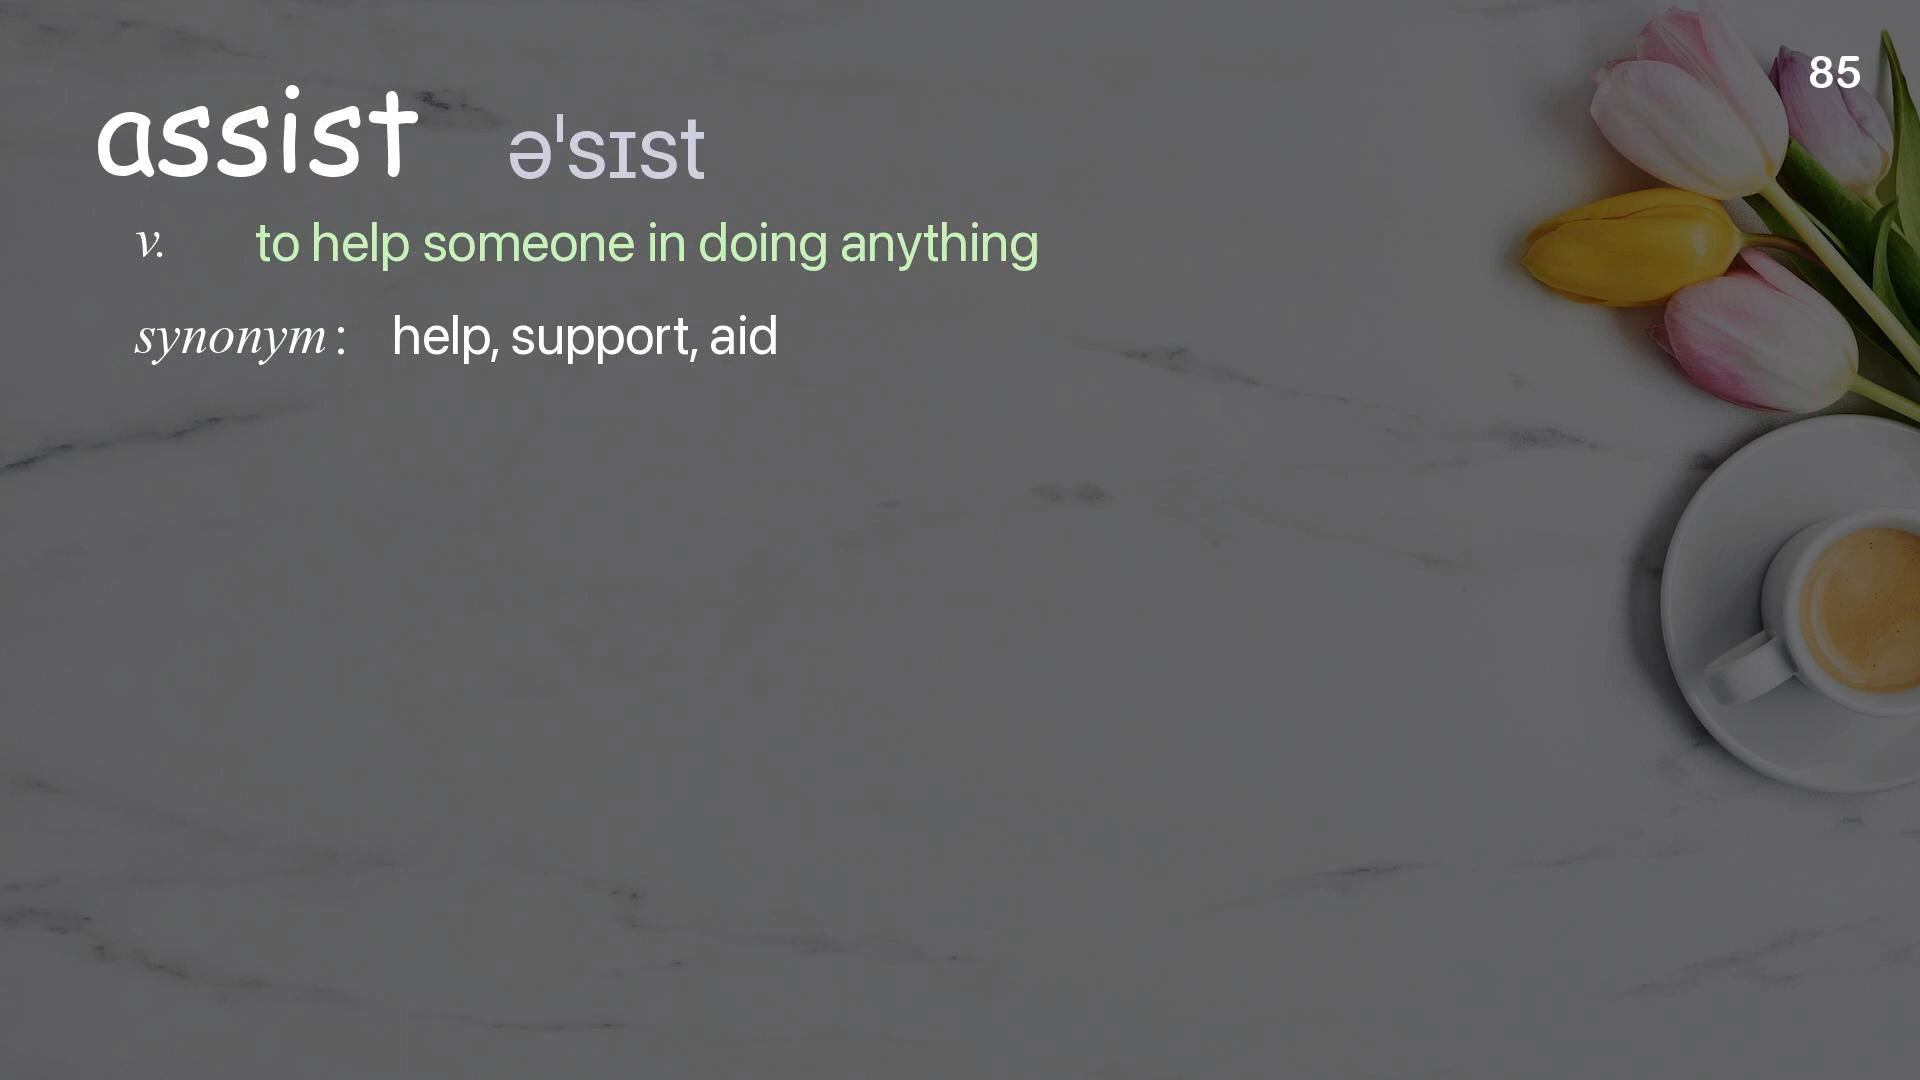 85
assist əˈsɪst
v. to help someone in doing anything
synonym : help, support, aid